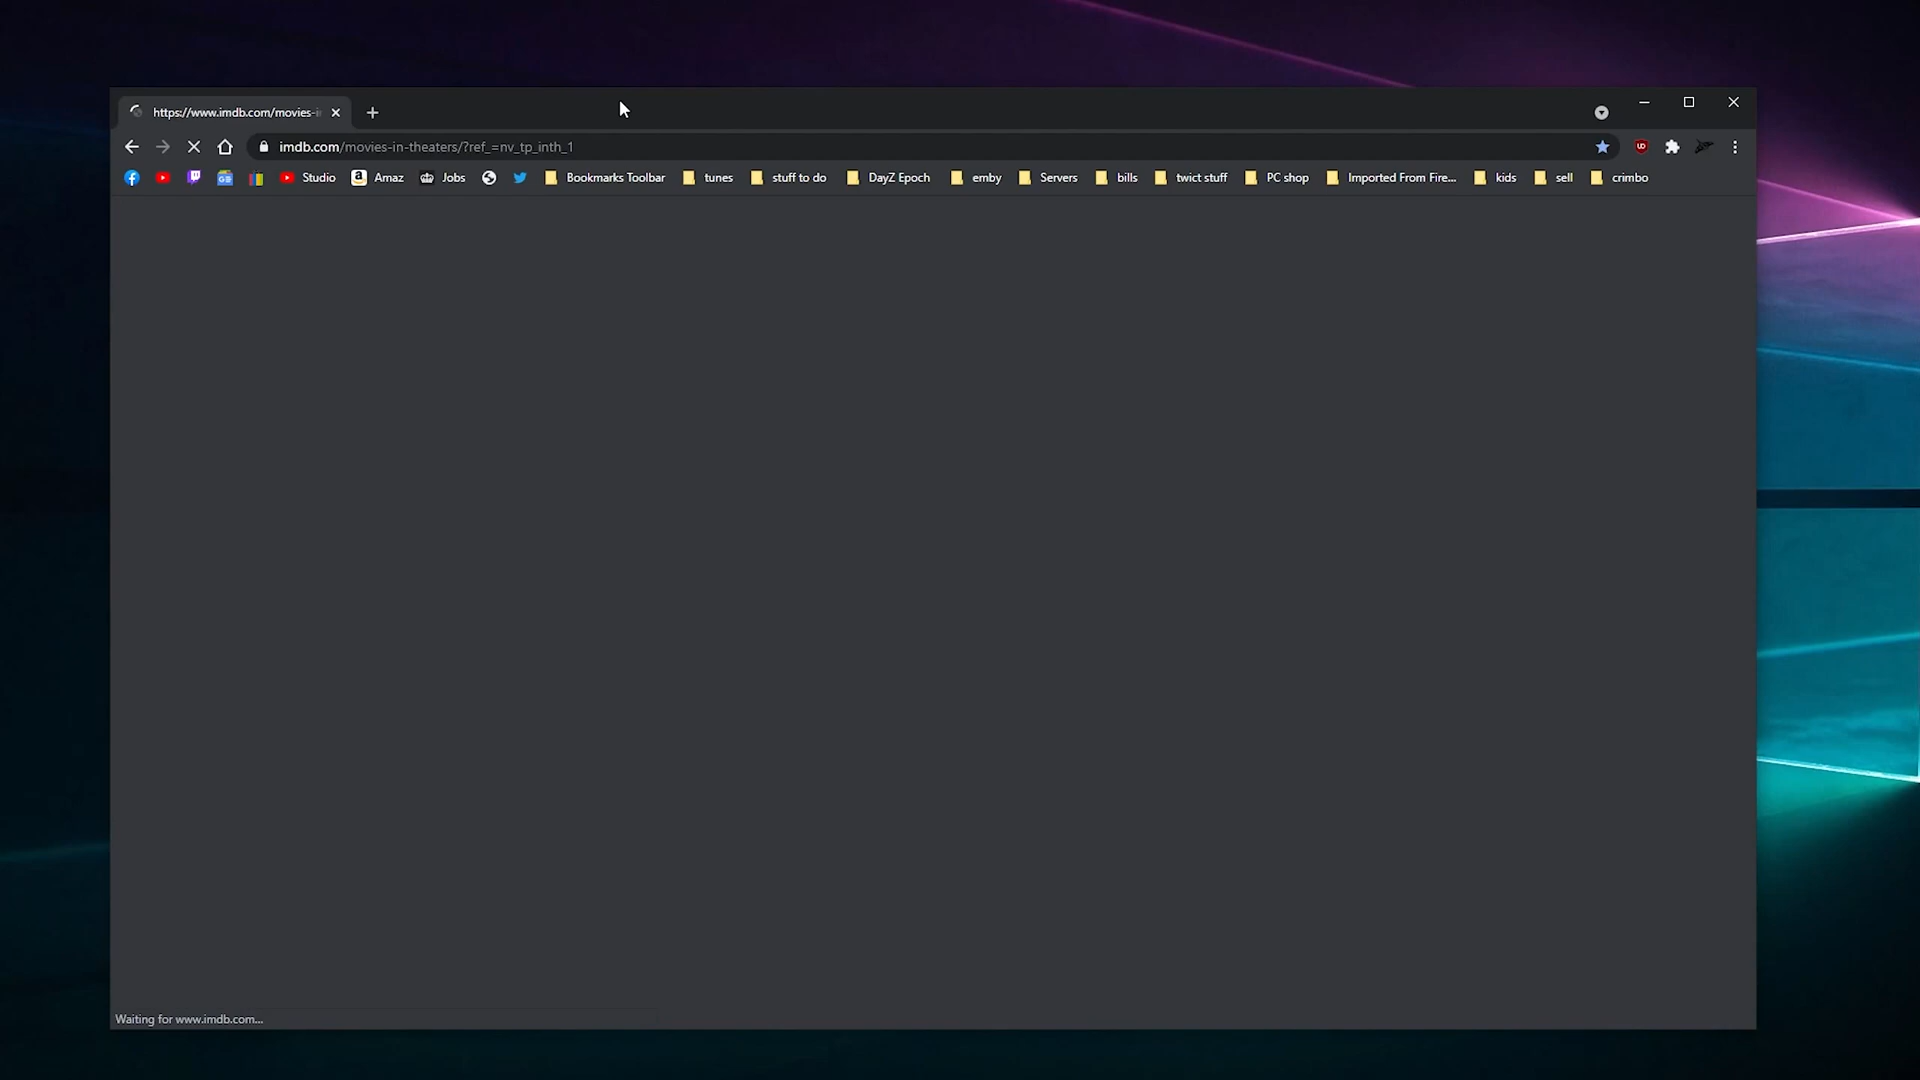 https://www.imdb.com/movies-i
imdb.com/movies-in-theaters/?ref_=nv_tp_inth_1
Studio Amaz Jobs Bookmarks Toolbar tunes stuff to do DayZ Epoch emby Servers bills twict stuff PC shop Imported From Fire... kids sell crimbo
Waiting for www.imdb.com...